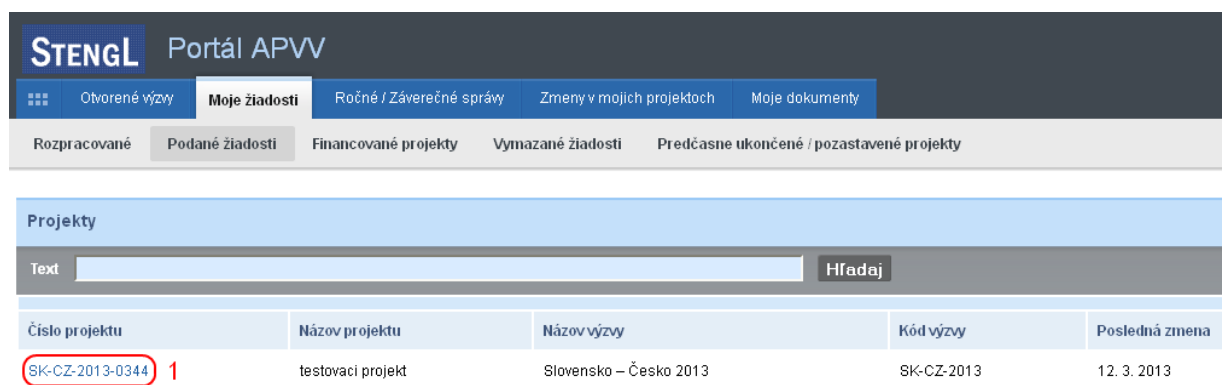 STENGL Portál APVV
Otvorené výzvy Moje žiadosti Ročné / Záverečné správy Zmeny v mojich projektoch Moje dokumenty
Rozpracované Podané žiadosti Financované projekty Vymazané žiadosti Predčasne ukončené / pozastavené projekty
Projekty
Text Hľadaj
Číslo projektu Názov projektu Názov výzvy Kód výzvy Posledná zmena
SK-CZ-2013-0344 1 testovaci projekt Slovensko – Česko 2013 SK-CZ-2013 12. 3. 2013